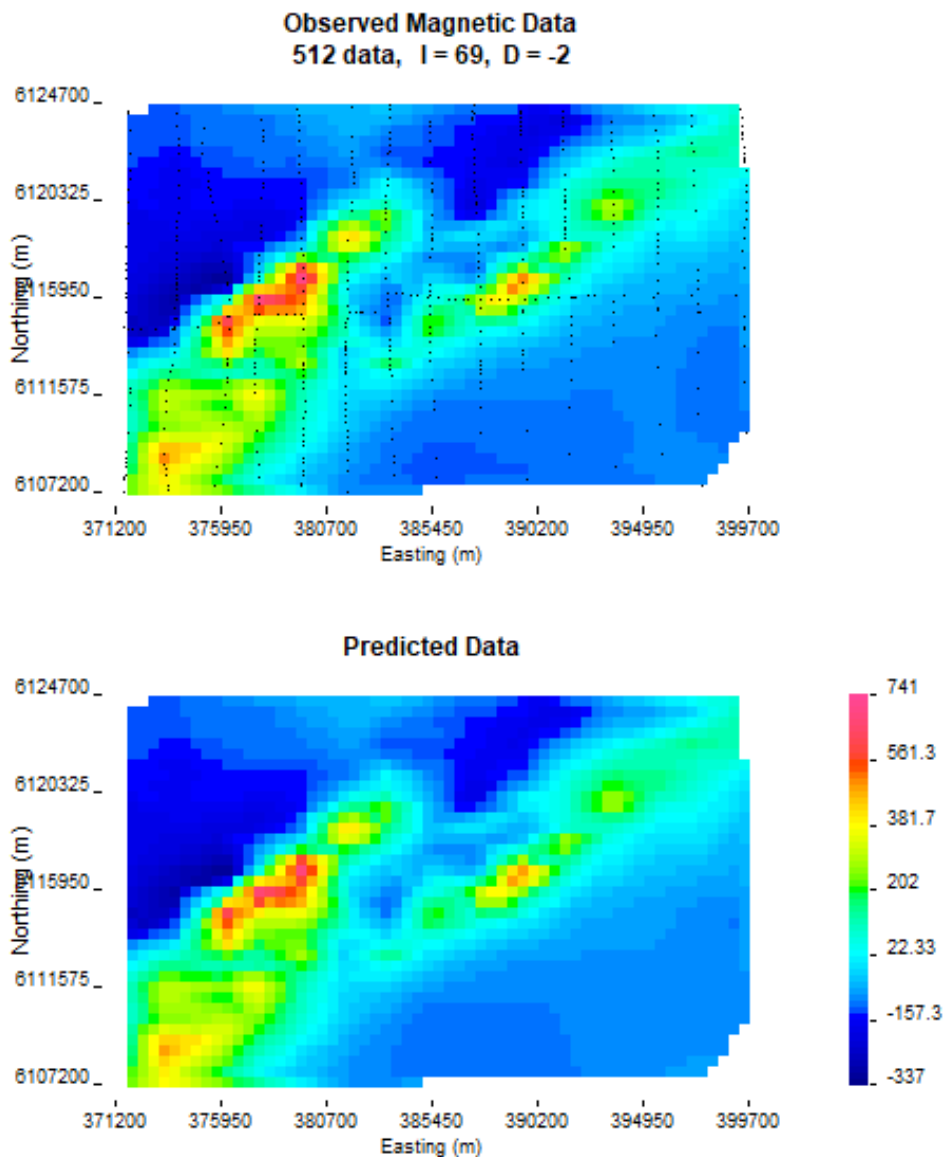 Observed Magnetic Data
512 data, I = 69, D = -2
6124700
6120325
6115950
6111575
6107200
Northing (m)
371200 375950 380700 385450 390200 394950 399700
Easting (m)
Predicted Data
6124700
6120325
6115950
6111575
6107200
Northing (m)
371200 375950 380700 385450 390200 394950 399700
Easting (m)
741
561.3
381.7
202
22.33
-157.3
-337